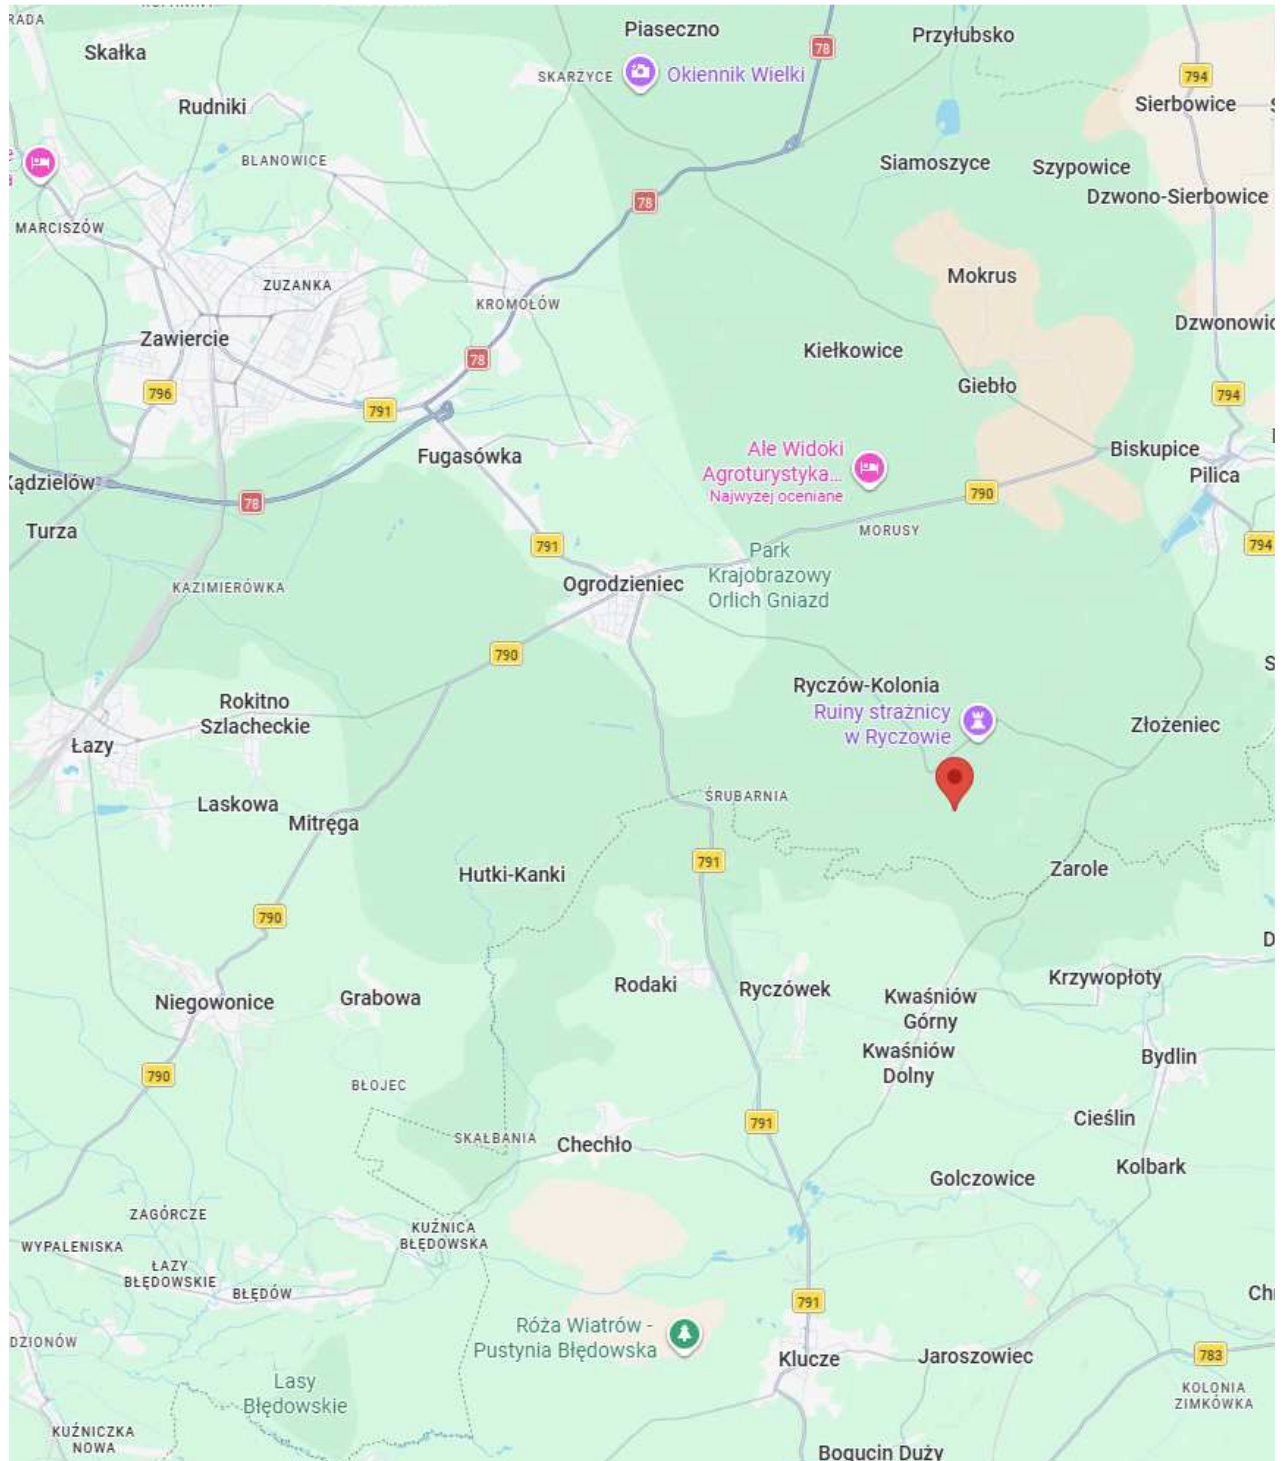 Skałka
Piaseczno
78
Przyłubsko
794
SKARŻYCE
Okiennik Wielki
Rudniki
Sierbowice
BLANOWICE
Siamoszyce
Szypowice
Dzwono-Sierbowice
78
MARCISZÓW
ZUZANKA
Mokrus
KROMOŁÓW
Zawiercie
78
Kiełkowice
Giebło
796
791
794
Fugasówka
Ale Widoki
Agroturystyka...
Najwyżej oceniane
Biskupice
Pilica
Kądzielów
78
790
Turza
791
MORUSY
794
Park
Krajobrazowy
Orlich Gniazd
KAZIMIERÓWKA
Ogrodzieniec
790
Rokitno
Szlacheckie
Ryczów-Kolonia
Ruiny strażnicy
w Ryczowie
Złożeniec
Łazy
Laskowa
Mitręga
ŚRUBARNIA
791
Hutki-Kanki
Zarole
790
Niegowonice
Grabowa
Rodaki
Ryczówek
Kwaśniów
Górny
Krzywopłoty
Kwaśniów
Dolny
Bydlin
790
BŁOJEC
791
Cieślin
SKAŁBANIA
Chechło
Kolbark
Golczowice
ZAGÓRCZE
WYPALENISKA
KUŹNICA
BŁĘDOWSKA
ŁAZY
BŁĘDOWSKIE
BŁĘDÓW
791
Róża Wiatrów -
Pustynia Błędowska
Klucze
Jaroszowiec
783
Lasy
Błędowskie
KOLONIA
ZIMKÓWKA
KUŹNICZKA
NOWA
Bogucin Duży